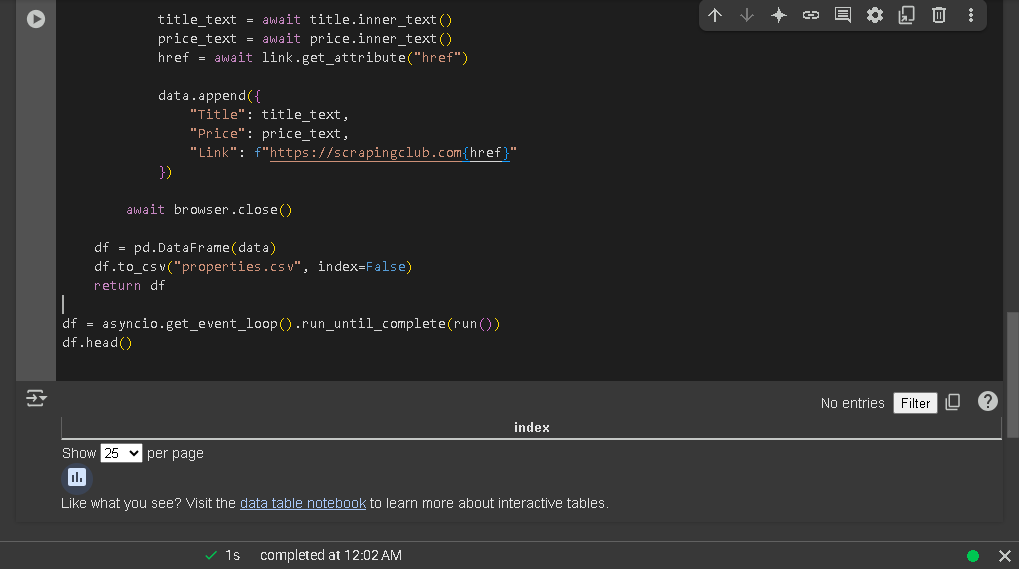 title_text = await title.inner_text()
price_text = await price.inner_text()
href = await link.get_attribute("href")
data.append({
"Title": title_text,
"Price": price_text,
"Link": f"https://scrapingclub.com{href}"
})
await browser.close()
df = pd.DataFrame(data)
df.to_csv("properties.csv", index=False)
return df
df = asyncio.get_event_loop().run_until_complete(run())
df.head()
No entries Filter
index
Show 25 per page
Like what you see? Visit the data table notebook to learn more about interactive tables.
1s completed at 12:02 AM